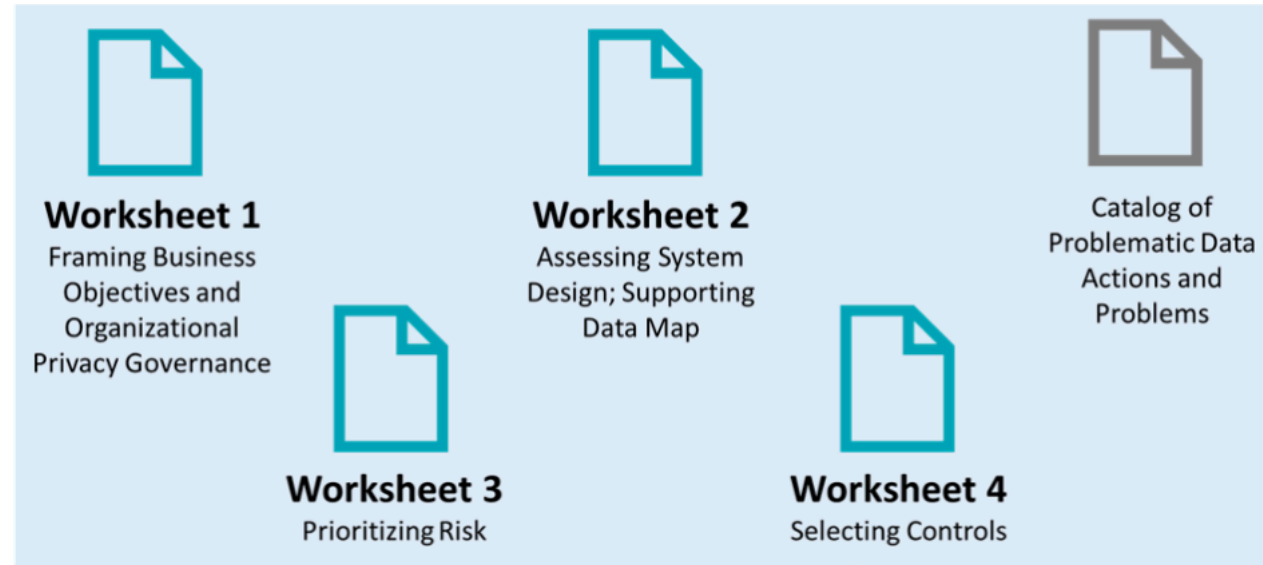 Worksheet 1
Framing Business
Objectives and
Organizational
Privacy Governance
Worksheet 2
Assessing System
Design; Supporting
Data Map
Catalog of
Problematic Data
Actions and
Problems
Worksheet 3
Prioritizing Risk
Worksheet 4
Selecting Controls